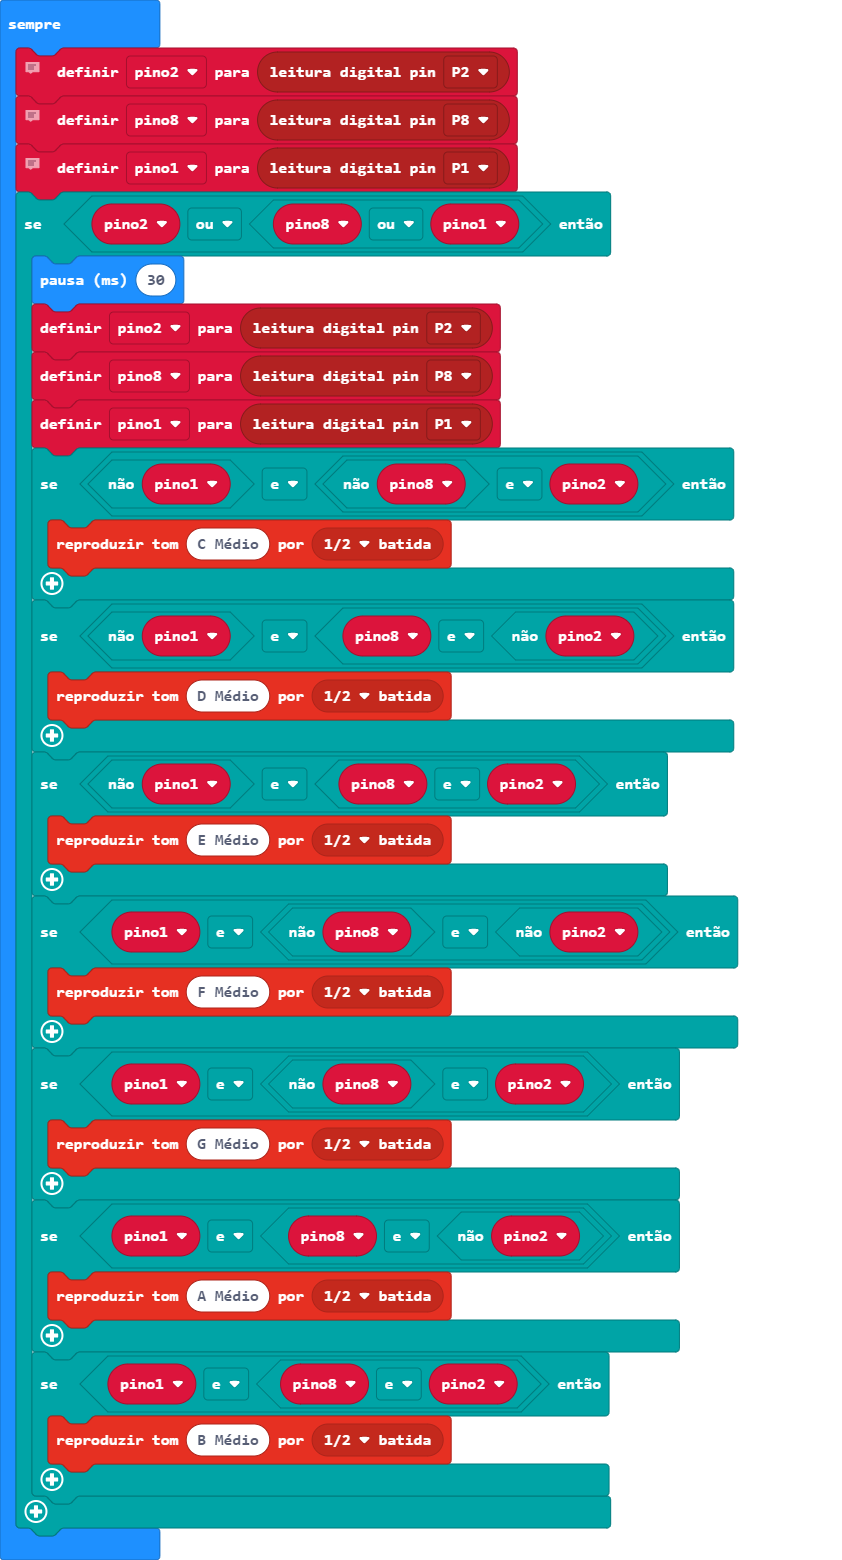 sempre
definir pino2 para leitura digital pin P2
definir pino8 para leitura digital pin P8
definir pino1 para leitura digital pin P1
se pino2 ou pino8 ou pino1 então
pausa (ms) 30
definir pino2 para leitura digital pin P2
definir pino8 para leitura digital pin P8
definir pino1 para leitura digital pin P1
se não pino1 e não pino8 e pino2 então
reproduzir tom C Médio por 1/2 batida
se não pino1 e pino8 e não pino2 então
reproduzir tom D Médio por 1/2 batida
se não pino1 e pino8 e pino2 então
reproduzir tom E Médio por 1/2 batida
se pino1 e não pino8 e não pino2 então
reproduzir tom F Médio por 1/2 batida
se pino1 e não pino8 e pino2 então
reproduzir tom G Médio por 1/2 batida
se pino1 e pino8 e não pino2 então
reproduzir tom A Médio por 1/2 batida
se pino1 e pino8 e pino2 então
reproduzir tom B Médio por 1/2 batida